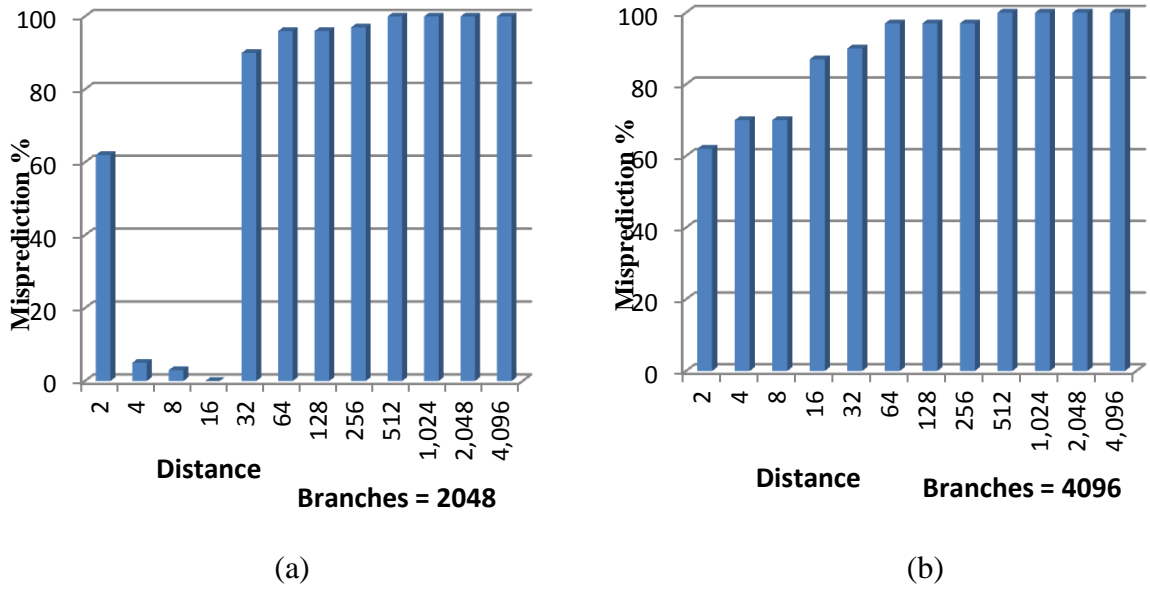 Misprediction %
100
80
60
40
20
0
2 4 8 16 32 64 128 256 512 1,024 2,048 4,096
Distance
Branches = 2048
(a)
Misprediction %
100
80
60
40
20
0
2 4 8 16 32 64 128 256 512 1,024 2,048 4,096
Distance
Branches = 4096
(b)